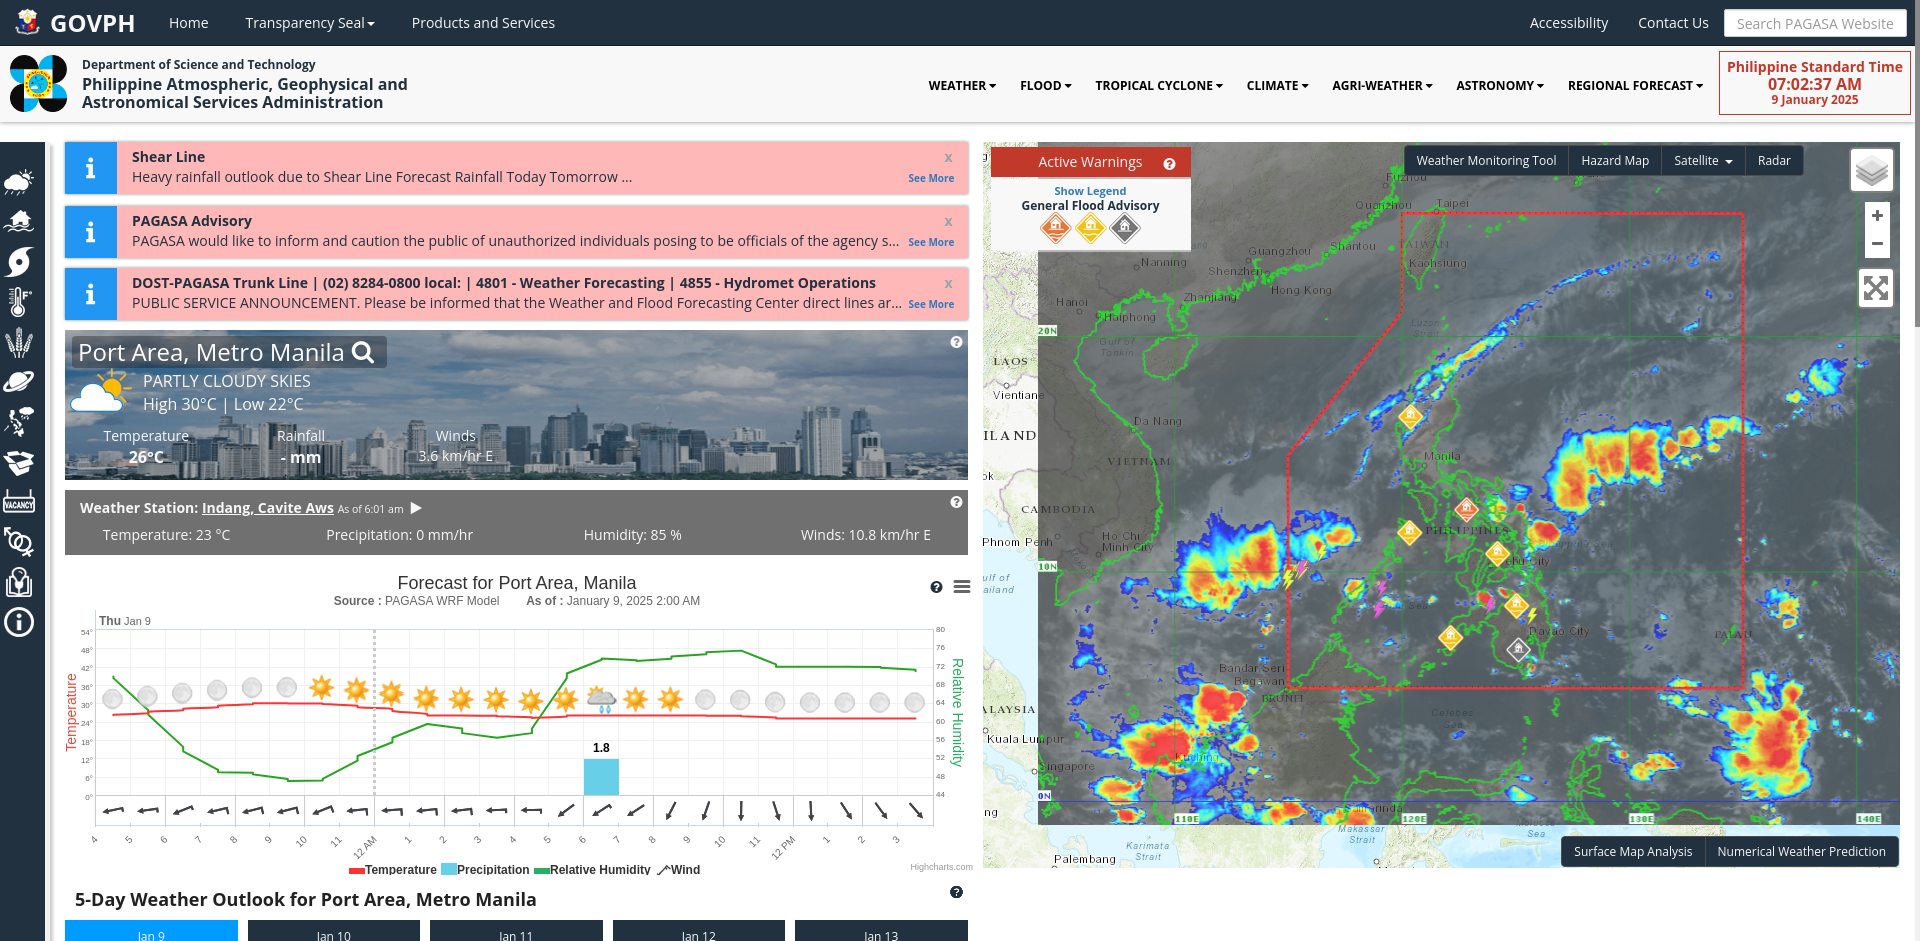 GOVPH
Home
Transparency Seal
Products and Services
Accessibility
Contact Us
Search PAGASA Website
Department of Science and Technology
Philippine Atmospheric, Geophysical and
Astronomical Services Administration
WEATHER
FLOOD
TROPICAL CYCLONE
CLIMATE
AGRI-WEATHER
ASTRONOMY
REGIONAL FORECAST
Philippine Standard Time
07:02:37 AM
9 January 2025
VACANCY
Shear Line
x
Heavy rainfall outlook due to Shear Line Forecast Rainfall Today Tomorrow ...
See More
PAGASA Advisory
x
PAGASA would like to inform and caution the public of unauthorized individuals posing to be officials of the agency s...
See More
DOST-PAGASA Trunk Line | (02) 8284-0800 local: | 4801 - Weather Forecasting | 4855 - Hydromet Operations
x
PUBLIC SERVICE ANNOUNCEMENT. Please be informed that the Weather and Flood Forecasting Center direct lines ar...
See More
Port Area, Metro Manila
PARTLY CLOUDY SKIES
High 30°C | Low 22°C
Temperature
Rainfall
Winds
26°C
- mm
3.6 km/hr E
Weather Station: Indang, Cavite Aws As of 6:01 am
Temperature: 23 °C
Precipitation: 0 mm/hr
Humidity: 85 %
Winds: 10.8 km/hr E
Forecast for Port Area, Manila
Source : PAGASA WRF Model
As of : January 9, 2025 2:00 AM
Thu Jan 9
Temperature
54°
48°
42°
36°
30°
24°
18°
12°
6°
0°
1.8
80
76
72
68
64
60
56
52
48
44
Relative Humidity
4
5
6
7
8
9
10
11
12 AM
1
2
3
4
5
6
7
8
9
10
11
12 PM
1
2
3
Temperature
Precipitation
Relative Humidity
Wind
Highcharts.com
5-Day Weather Outlook for Port Area, Metro Manila
Jan 9
Jan 10
Jan 11
Jan 12
Jan 13
Active Warnings
Show Legend
General Flood Advisory
Weather Monitoring Tool
Hazard Map
Satellite
Radar
+
−
Fuzhou
Quanzhou
Taipei
TAIWAN
Shantou
Guangzhou
Kaohsiung
Nanning
Shenzhen
Hong Kong
Zhanjiang
Hanoi
Haiphong
20N
Luzon
Strait
Gulf of
Tonkin
LAOS
Vientiane
Da Nang
ILAND
Manila
VIETNAM
ok
CAMBODIA
PHILIPPINES
Phnom Penh
Ho Chi
Minh City
10N
ulf of
ailand
Sea
Davao City
PALAU
Bandar Seri
Begawan
BRUNEI
ALAYSIA
Celebes
Kuala Lumpur
Kuching
Singapore
0N
ng
Samarinda
110E
120E
130E
140E
Makassar
Strait
Sea
Karimata
Strait
Palembang
Surface Map Analysis
Numerical Weather Prediction